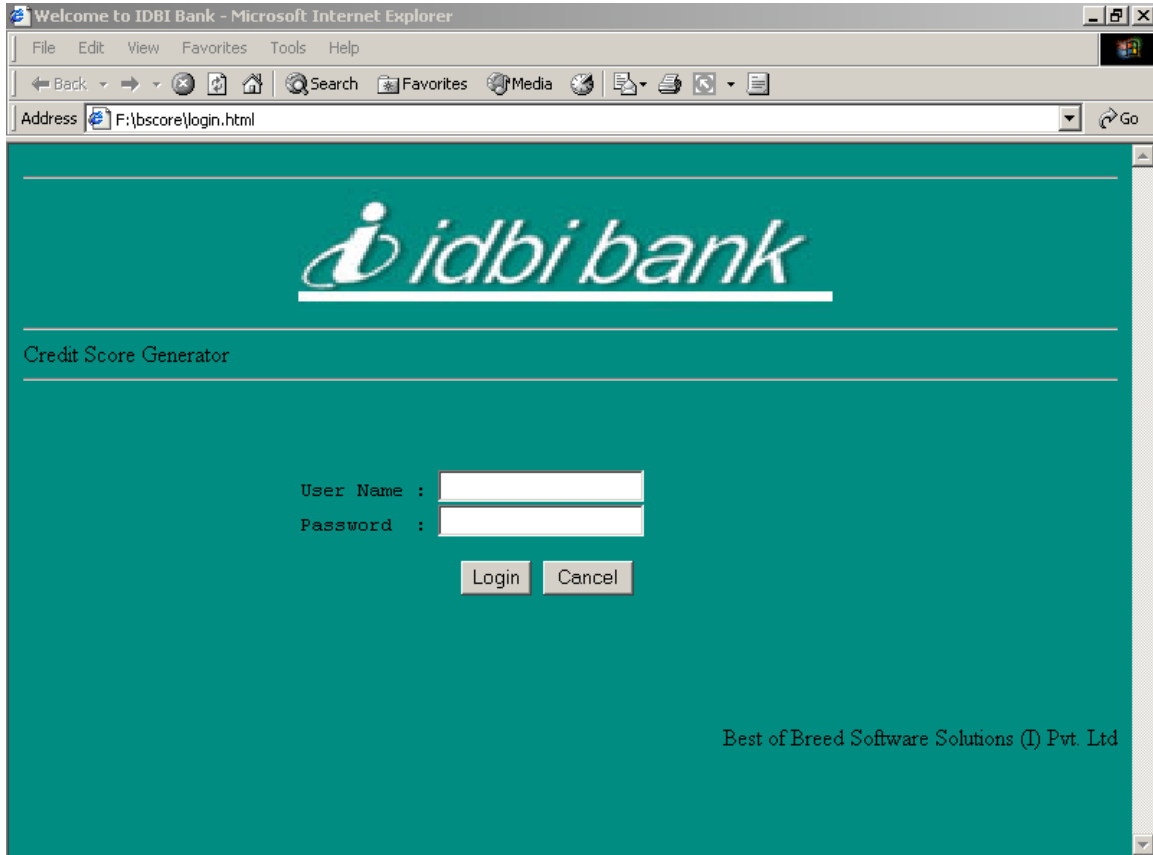 Welcome to IDBI Bank - Microsoft Internet Explorer
File Edit View Favorites Tools Help
Back Search Favorites Media
Address F:\bscore\login.html Go
idbi bank
Credit Score Generator
User Name :
Password :
Login Cancel
Best of Breed Software Solutions (I) Pvt. Ltd